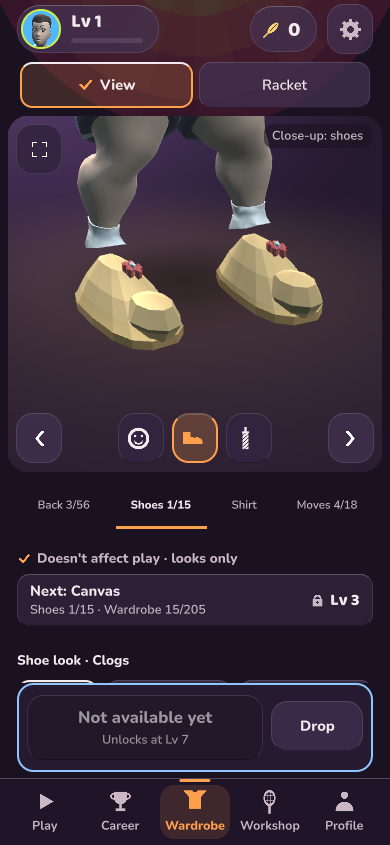 Lv 1
0
View
Racket
Close-up: shoes
Back 3/56
Shoes 1/15
Shirt
Moves 4/18
Doesn't affect play · looks only
Next: Canvas
Shoes 1/15 · Wardrobe 15/205
Lv 3
Shoe look · Clogs
Not available yet
Unlocks at Lv 7
Drop
Play
Career
Wardrobe
Workshop
Profile